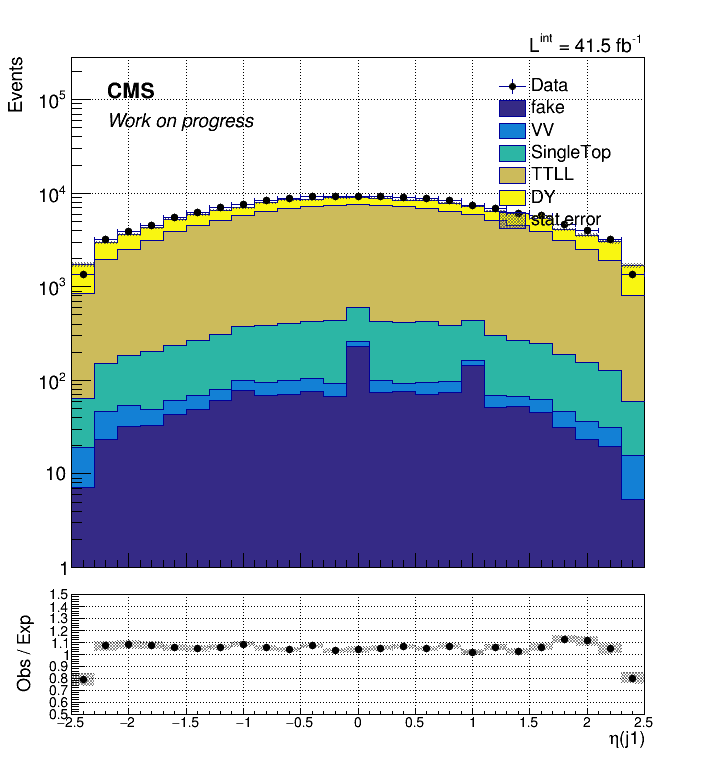 L^int = 41.5 fb^-1
Events
CMS
Work on progress
Data
fake
VV
SingleTop
TTLL
DY
stat error
10^5
10^4
10^3
10^2
10
1
Obs / Exp
1.5
1.4
1.3
1.2
1.1
1
0.9
0.8
0.7
0.6
0.5
−2.5 −2 −1.5 −1 −0.5 0 0.5 1 1.5 2 2.5
η(j1)